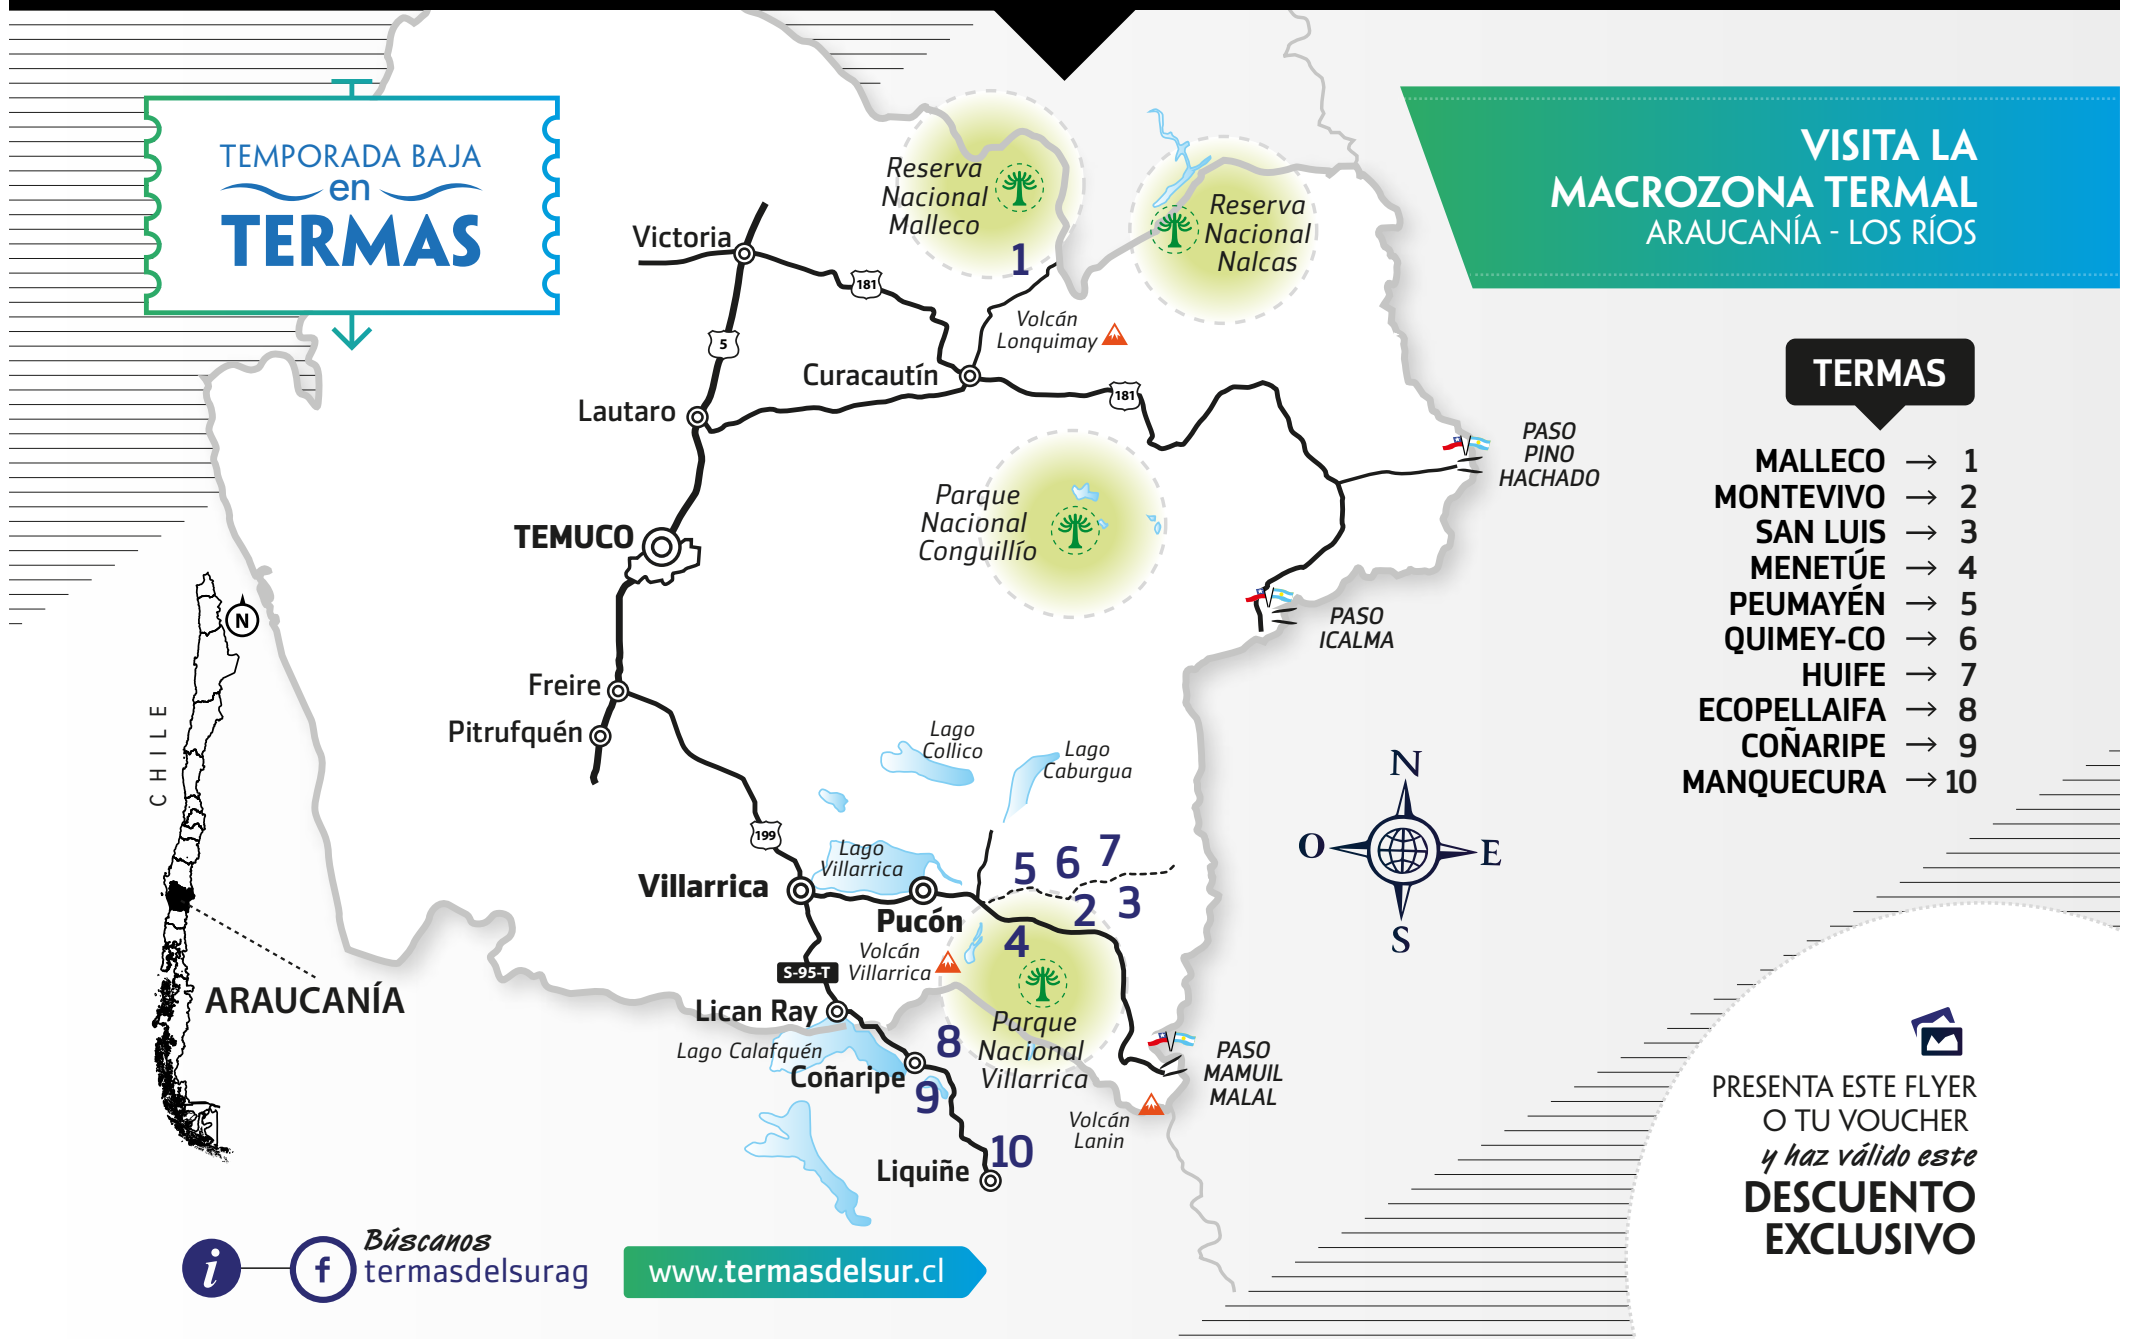 TEMPORADA BAJA
en
TERMAS
VISITA LA
MACROZONA TERMAL
ARAUCANÍA - LOS RÍOS
TERMAS
MALLECO → 1
MONTEVIVO → 2
SAN LUIS → 3
MENETÚE → 4
PEUMAYÉN → 5
QUIMEY-CO → 6
HUIFE → 7
ECOPELLAIFA → 8
COÑARIPE → 9
MANQUECURA → 10
Reserva
Nacional
Malleco
1
Reserva
Nacional
Nalcas
Victoria
181
5
Volcán
Lonquimay
Curacautín
181
Lautaro
PASO
PINO
HACHADO
Parque
Nacional
Conguillío
TEMUCO
PASO
ICALMA
N
CHILE
ARAUCANÍA
Freire
Pitrufquén
Lago
Collico
Lago
Caburgua
199
Lago
Villarrica
Villarrica
Pucón
5
6
7
2
3
4
Volcán
Villarrica
S-95-T
Lican Ray
Lago Calafquén
Coñaripe
8
9
Parque
Nacional
Villarrica
PASO
MAMUIL
MALAL
Volcán
Lanin
10
Liquiñe
N
O
E
S
PRESENTA ESTE FLYER
O TU VOUCHER
y haz válido este
DESCUENTO
EXCLUSIVO
i
f
Búscanos
termasdelsurag
www.termasdelsur.cl